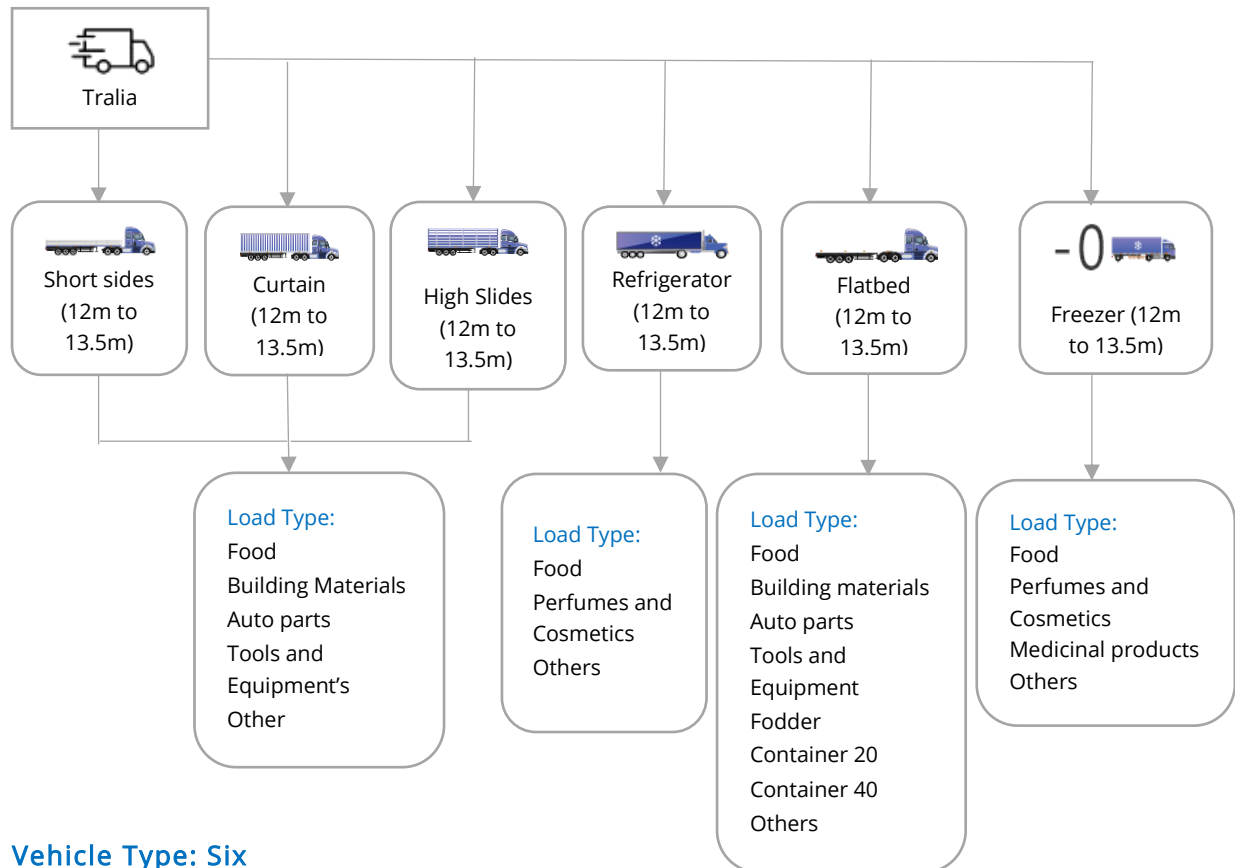 Tralia
Short sides
(12m to
13.5m)
Curtain
(12m to
13.5m)
High Slides
(12m to
13.5m)
Refrigerator
(12m to
13.5m)
Flatbed
(12m to
13.5m)
-0
Freezer (12m
to 13.5m)
Load Type:
Food
Building Materials
Auto parts
Tools and
Equipment’s
Other
Load Type:
Food
Perfumes and
Cosmetics
Others
Load Type:
Food
Building materials
Auto parts
Tools and
Equipment
Fodder
Container 20
Container 40
Others
Load Type:
Food
Perfumes and
Cosmetics
Medicinal products
Others
Vehicle Type: Six